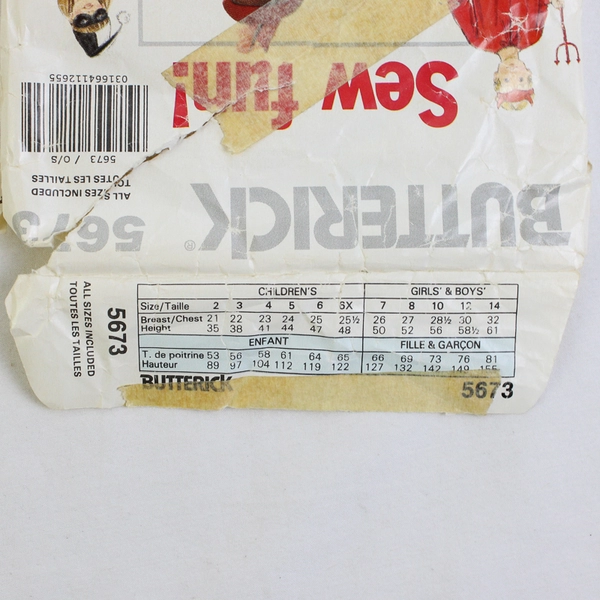 Sew fun!
031664112655
5673 / O/S
ALL SIZES INCLUDED
TOUTES LES TAILLES
BUTTERICK®
5673
ALL SIZES INCLUDED
TOUTES LES TAILLES
5673
CHILDREN'S GIRLS' & BOYS'
Size/Taille 2 3 4 5 6 6X 7 8 10 12 14
Breast/Chest 21 22 23 24 25 25½ 26 27 28½ 30 32
Height 35 38 41 44 47 48 50 52 56 58½ 61
ENFANT FILLE & GARÇON
T. de poitrine 53 56 58 61 64 65 66 69 73 76 81
Hauteur 89 97 104 112 119 122 127 132 142 149 155
BUTTERICK 5673